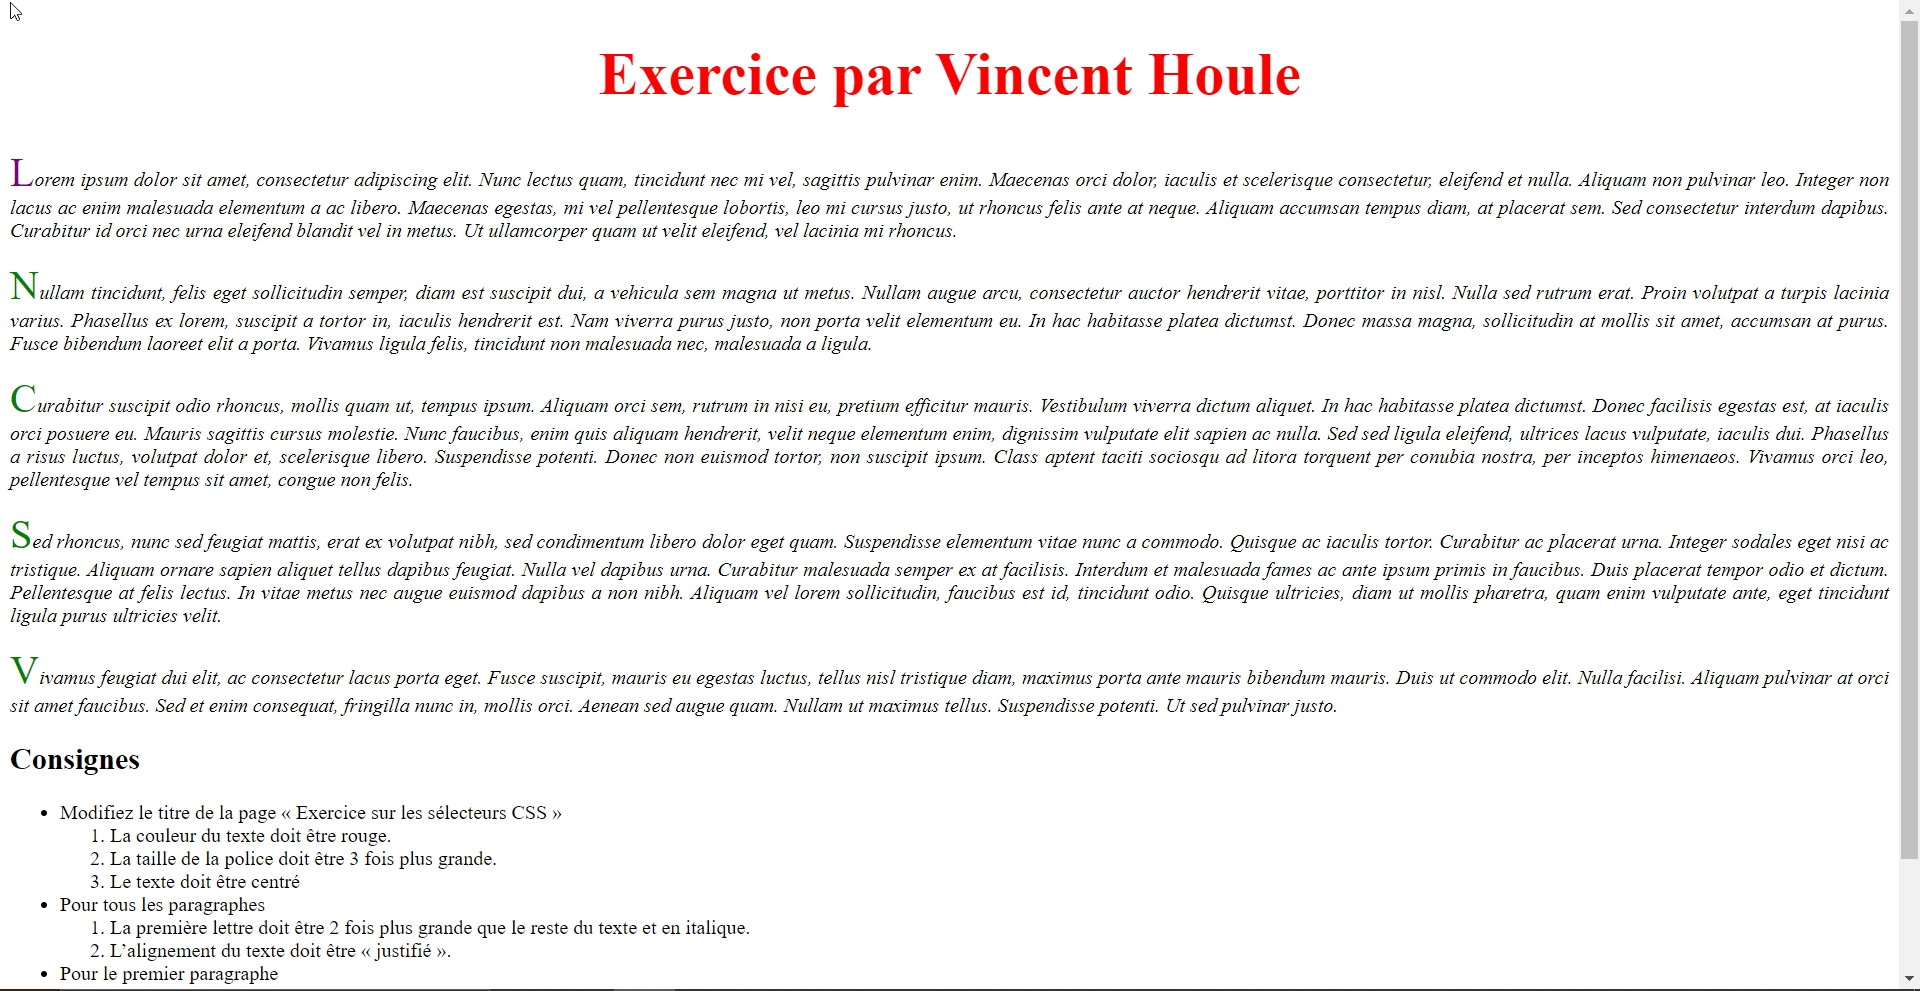 Exercice par Vincent Houle
Lorem ipsum dolor sit amet, consectetur adipiscing elit. Nunc lectus quam, tincidunt nec mi vel, sagittis pulvinar enim. Maecenas orci dolor, iaculis et scelerisque consectetur, eleifend et nulla. Aliquam non pulvinar leo. Integer non
lacus ac enim malesuada elementum a ac libero. Maecenas egestas, mi vel pellentesque lobortis, leo mi cursus justo, ut rhoncus felis ante at neque. Aliquam accumsan tempus diam, at placerat sem. Sed consectetur interdum dapibus.
Curabitur id orci nec urna eleifend blandit vel in metus. Ut ullamcorper quam ut velit eleifend, vel lacinia mi rhoncus.
Nullam tincidunt, felis eget sollicitudin semper, diam est suscipit dui, a vehicula sem magna ut metus. Nullam augue arcu, consectetur auctor hendrerit vitae, porttitor in nisl. Nulla sed rutrum erat. Proin volutpat a turpis lacinia
varius. Phasellus ex lorem, suscipit a tortor in, iaculis hendrerit est. Nam viverra purus justo, non porta velit elementum eu. In hac habitasse platea dictumst. Donec massa magna, sollicitudin at mollis sit amet, accumsan at purus.
Fusce bibendum laoreet elit a porta. Vivamus ligula felis, tincidunt non malesuada nec, malesuada a ligula.
Curabitur suscipit odio rhoncus, mollis quam ut, tempus ipsum. Aliquam orci sem, rutrum in nisi eu, pretium efficitur mauris. Vestibulum viverra dictum aliquet. In hac habitasse platea dictumst. Donec facilisis egestas est, at iaculis
orci posuere eu. Mauris sagittis cursus molestie. Nunc faucibus, enim quis aliquam hendrerit, velit neque elementum enim, dignissim vulputate elit sapien ac nulla. Sed sed ligula eleifend, ultrices lacus vulputate, iaculis dui. Phasellus
a risus luctus, volutpat dolor et, scelerisque libero. Suspendisse potenti. Donec non euismod tortor, non suscipit ipsum. Class aptent taciti sociosqu ad litora torquent per conubia nostra, per inceptos himenaeos. Vivamus orci leo,
pellentesque vel tempus sit amet, congue non felis.
Sed rhoncus, nunc sed feugiat mattis, erat ex volutpat nibh, sed condimentum libero dolor eget quam. Suspendisse elementum vitae nunc a commodo. Quisque ac iaculis tortor. Curabitur ac placerat urna. Integer sodales eget nisi ac
tristique. Aliquam ornare sapien aliquet tellus dapibus feugiat. Nulla vel dapibus urna. Curabitur malesuada semper ex at facilisis. Interdum et malesuada fames ac ante ipsum primis in faucibus. Duis placerat tempor odio et dictum.
Pellentesque at felis lectus. In vitae metus nec augue euismod dapibus a non nibh. Aliquam vel lorem sollicitudin, faucibus est id, tincidunt odio. Quisque ultricies, diam ut mollis pharetra, quam enim vulputate ante, eget tincidunt
ligula purus ultricies velit.
Vivamus feugiat dui elit, ac consectetur lacus porta eget. Fusce suscipit, mauris eu egestas luctus, tellus nisl tristique diam, maximus porta ante mauris bibendum mauris. Duis ut commodo elit. Nulla facilisi. Aliquam pulvinar at orci
sit amet faucibus. Sed et enim consequat, fringilla nunc in, mollis orci. Aenean sed augue quam. Nullam ut maximus tellus. Suspendisse potenti. Ut sed pulvinar justo.
Consignes
• Modifiez le titre de la page « Exercice sur les sélecteurs CSS »
1. La couleur du texte doit être rouge.
2. La taille de la police doit être 3 fois plus grande.
3. Le texte doit être centré
• Pour tous les paragraphes
1. La première lettre doit être 2 fois plus grande que le reste du texte et en italique.
2. L’alignement du texte doit être « justifié ».
• Pour le premier paragraphe